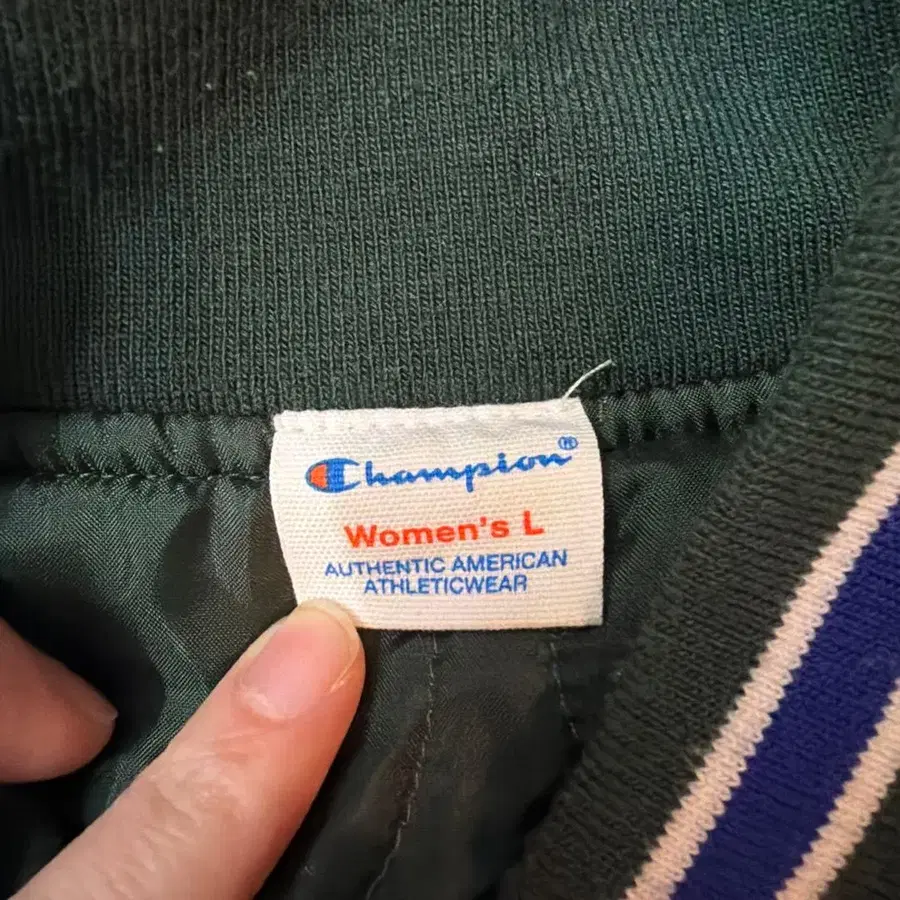 Champion®
Women's L
AUTHENTIC AMERICAN
ATHLETICWEAR